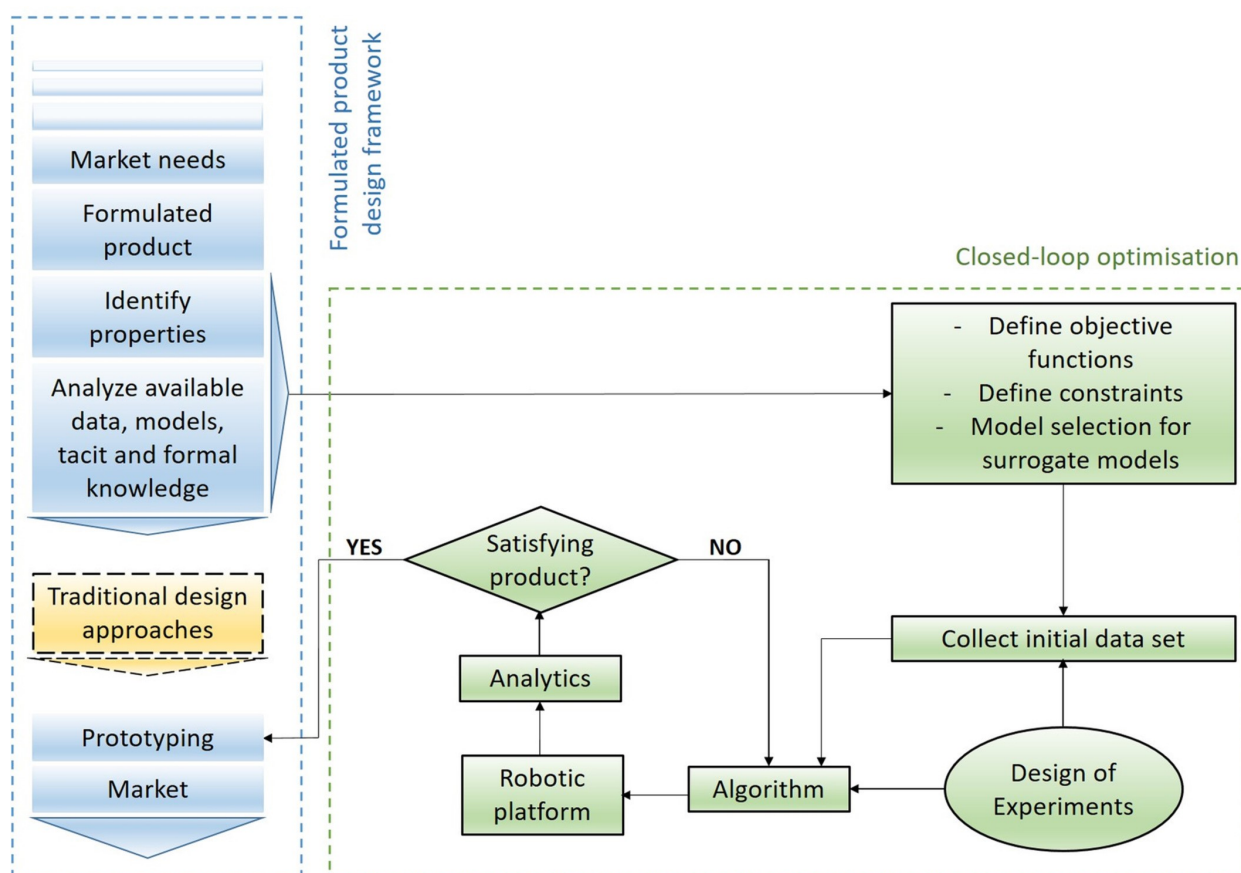 Formulated product
design framework
Market needs
Formulated
product
Identify
properties
Analyze available
data, models,
tacit and formal
knowledge
Traditional design
approaches
Prototyping
Market
Closed-loop optimisation
- Define objective
functions
- Define constraints
- Model selection for
surrogate models
YES
Satisfying
product?
NO
Collect initial data set
Analytics
Robotic
platform
Algorithm
Design of
Experiments